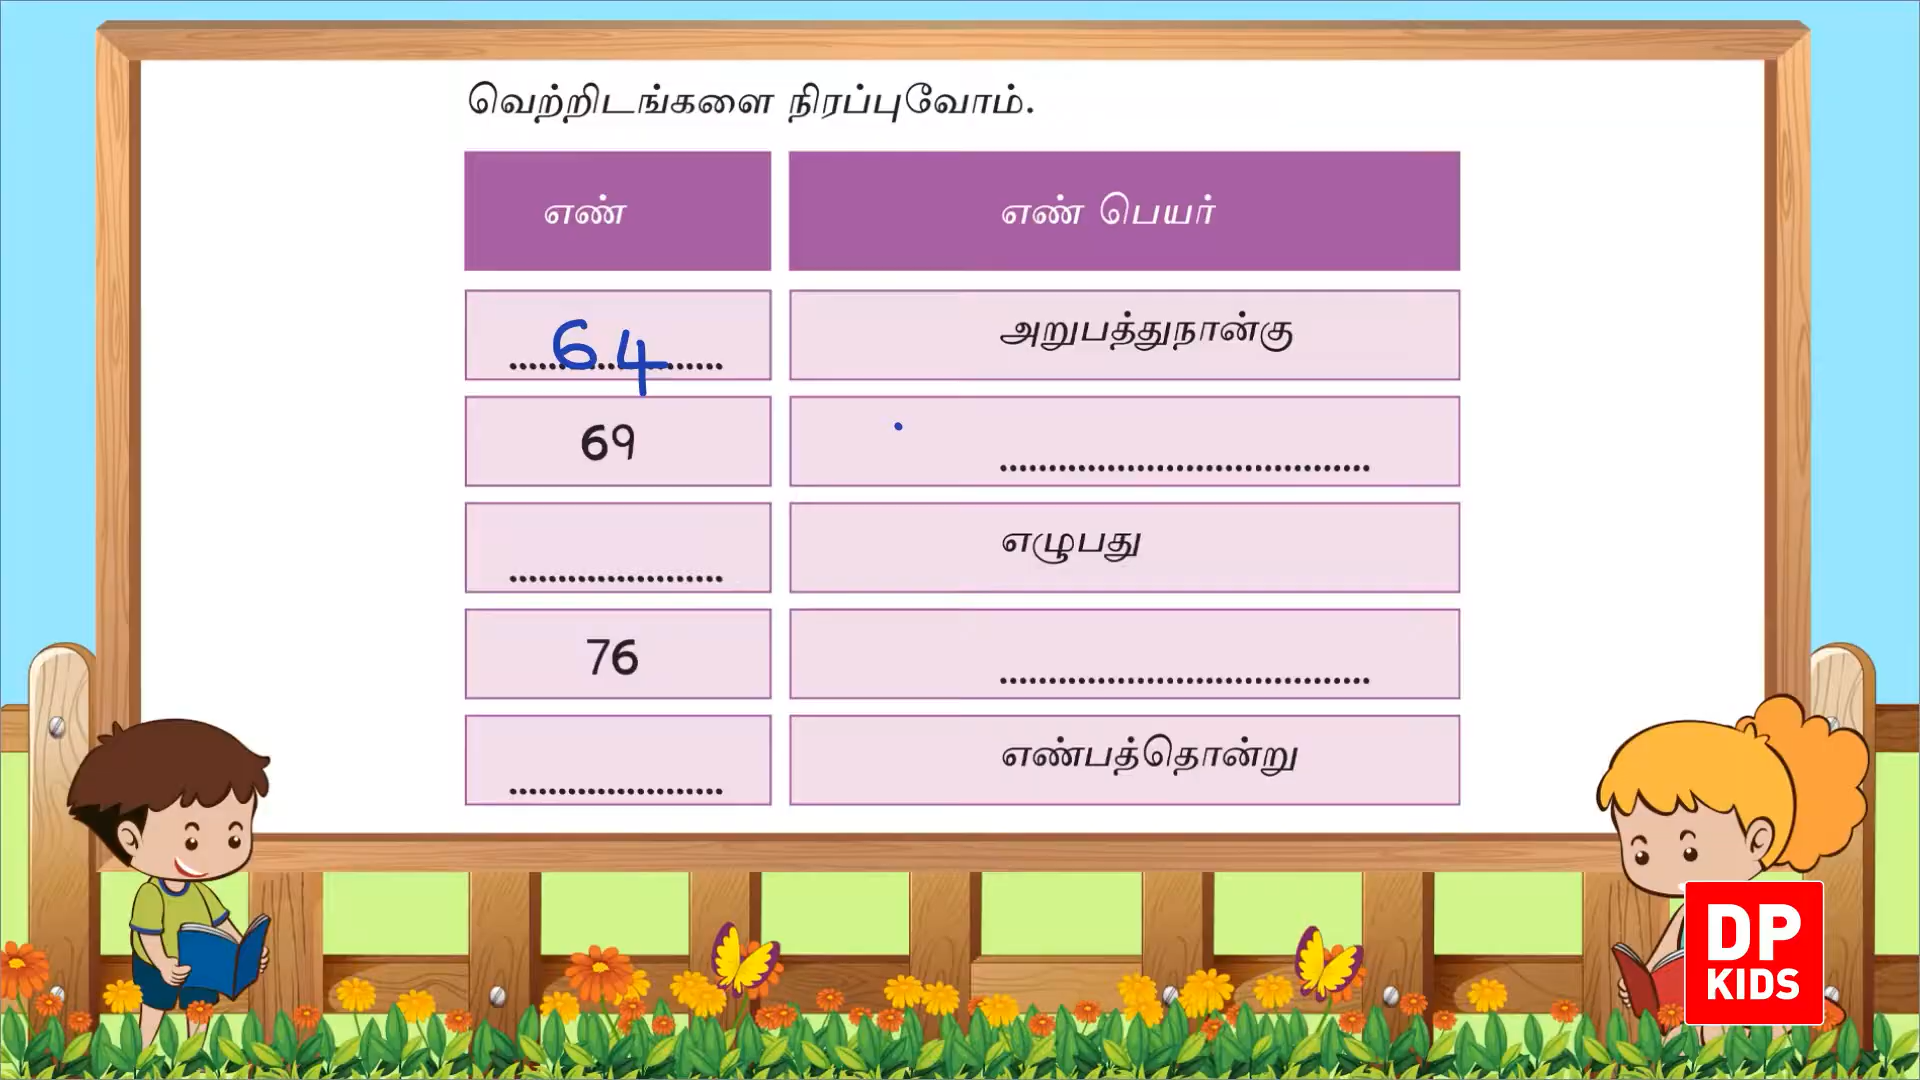 வெற்றிடங்களை நிரப்புவோம்.
எண் எண் பெயர்
64 அறுபத்துநான்கு
69 ......................................
...................... எழுபது
76 ......................................
...................... எண்பத்தொன்று
DP
KIDS